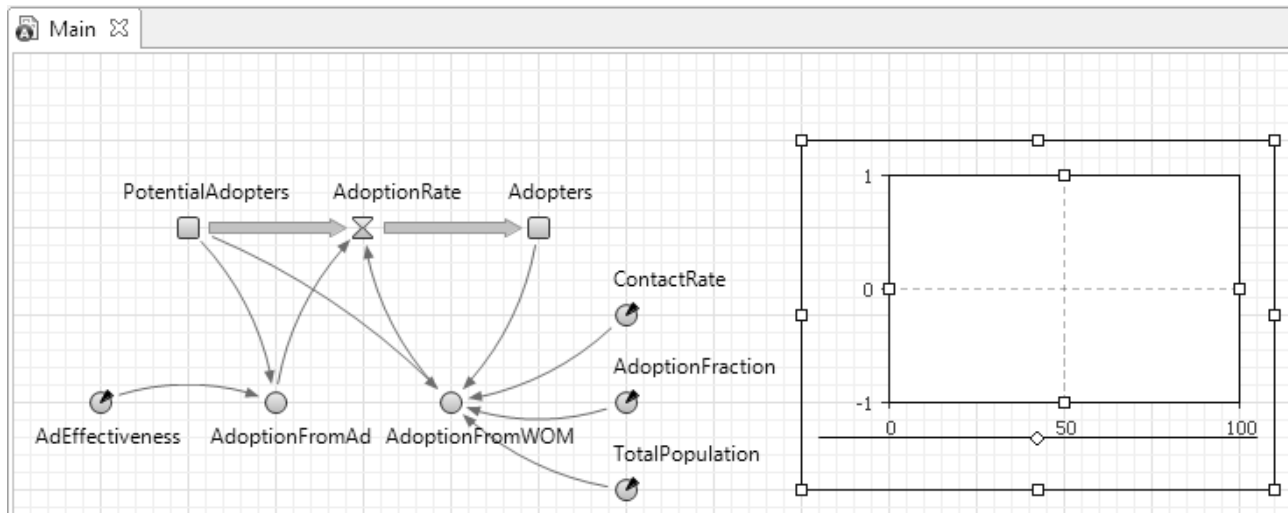 Main
PotentialAdopters AdoptionRate Adopters
ContactRate
AdoptionFraction
AdEffectiveness AdoptionFromAd AdoptionFromWOM
TotalPopulation
1
0
-1
0 50 100